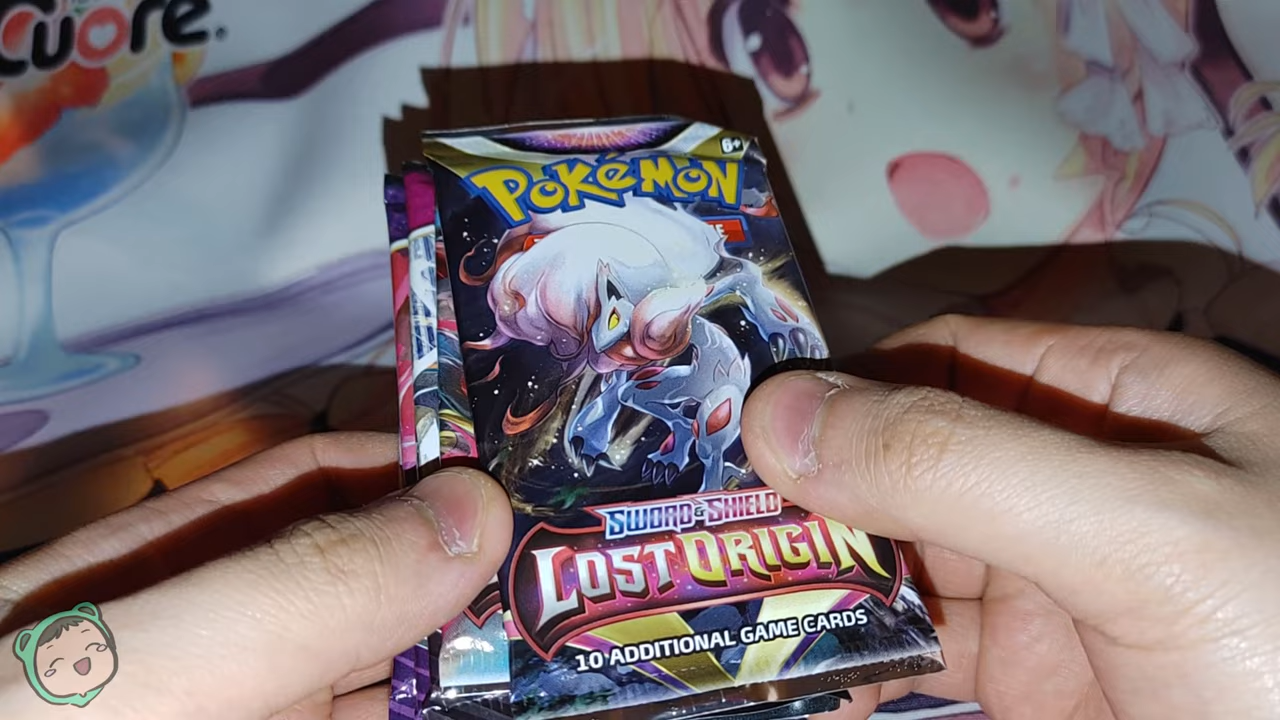 Cuore.
6+
POKéMON
SWORD & SHIELD
LOST ORIGIN
10 ADDITIONAL GAME CARDS